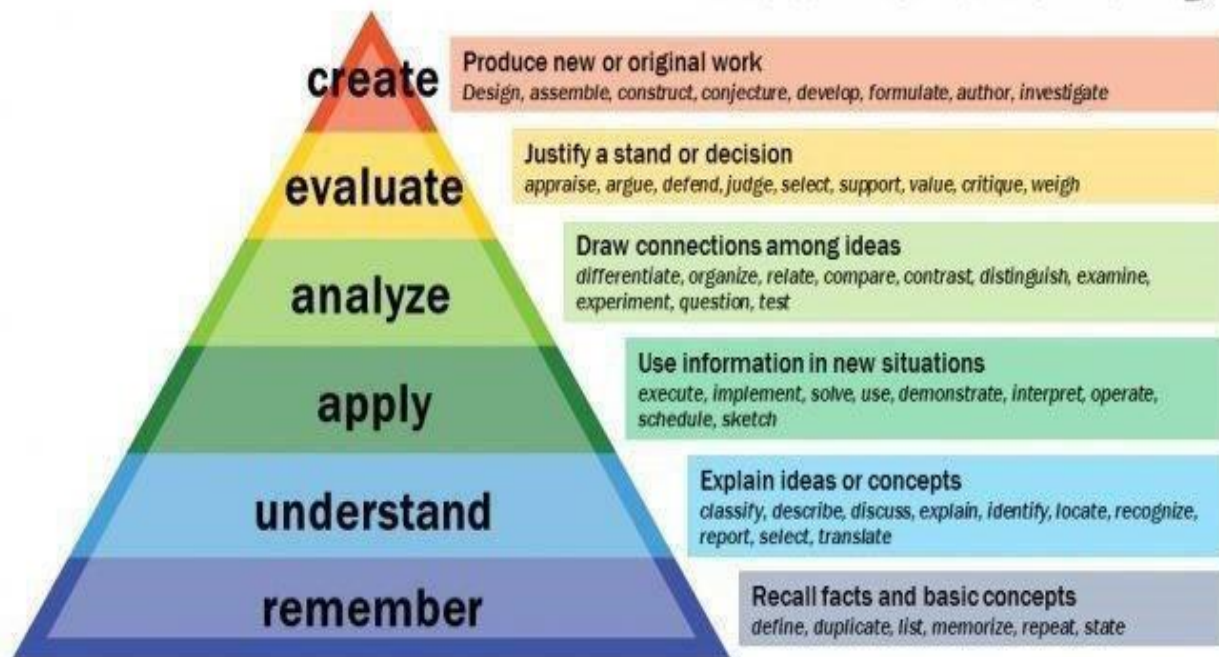 create
Produce new or original work
Design, assemble, construct, conjecture, develop, formulate, author, investigate
evaluate
Justify a stand or decision
appraise, argue, defend, judge, select, support, value, critique, weigh
analyze
Draw connections among ideas
differentiate, organize, relate, compare, contrast, distinguish, examine,
experiment, question, test
apply
Use information in new situations
execute, implement, solve, use, demonstrate, interpret, operate,
schedule, sketch
understand
Explain ideas or concepts
classify, describe, discuss, explain, identify, locate, recognize,
report, select, translate
remember
Recall facts and basic concepts
define, duplicate, list, memorize, repeat, state